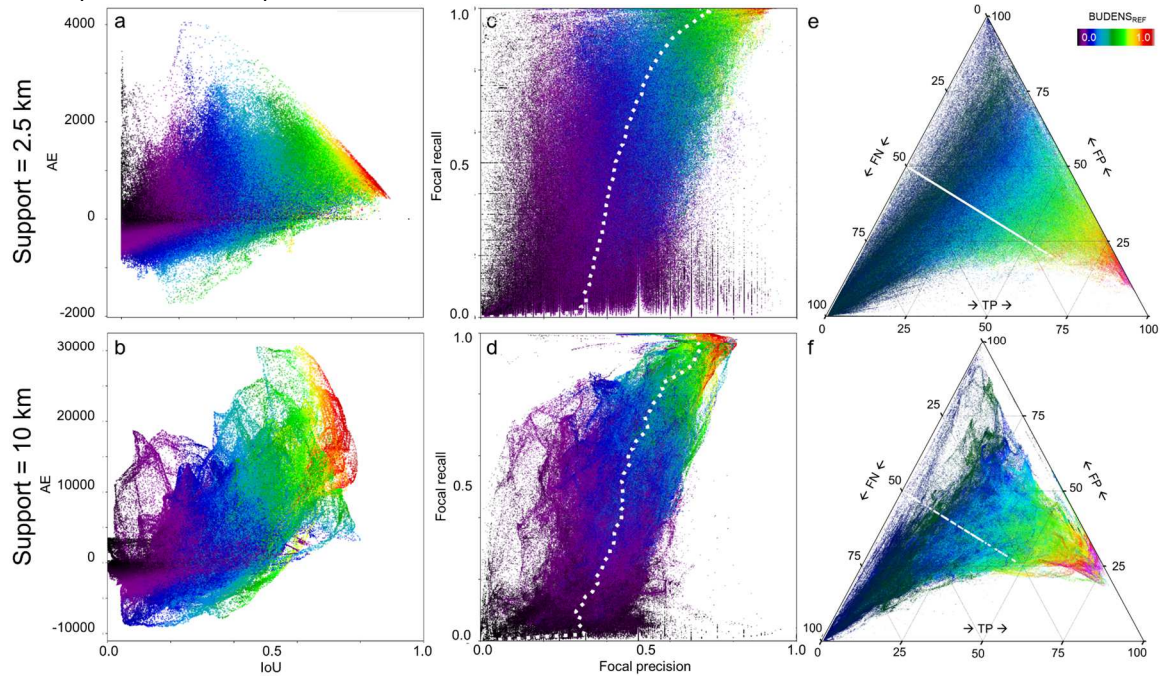 Support = 2.5 km
a
4000
2000
0
-2000
AE
c
1.0
0.5
0.0
Focal recall
e
0
100
25
75
← FN ←
50
50
← FP ←
75
25
→ TP →
100
0
25
50
75
100
BUDENS_REF
0.0
1.0
Support = 10 km
b
30000
20000
10000
0
-10000
AE
0.0
0.5
1.0
IoU
d
1.0
0.5
0.0
Focal recall
0.0
0.5
1.0
Focal precision
f
0
100
25
75
← FN ←
50
50
← FP ←
75
25
→ TP →
100
0
25
50
75
100